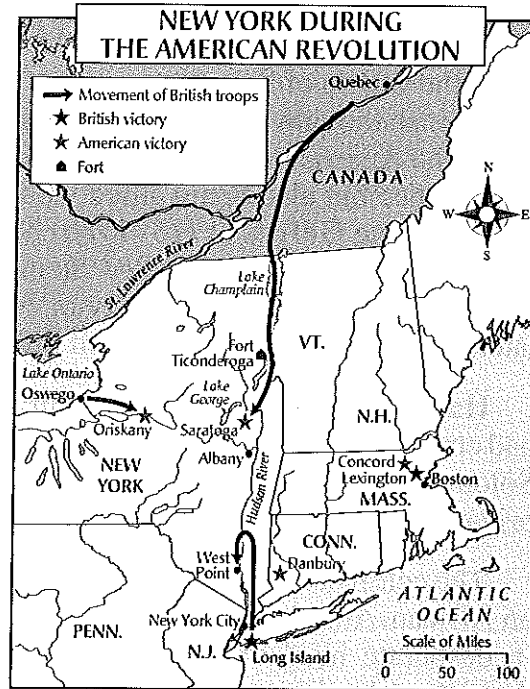 NEW YORK DURING
THE AMERICAN REVOLUTION
Movement of British troops
British victory
American victory
Fort
Quebec
CANADA
N
W E
S
St. Lawrence River
Lake
Champlain
VT.
Fort
Ticonderoga
Lake Ontario
Oswego
Lake
George
Oriskany
Saratoga
N.H.
Albany
NEW
YORK
Concord
Lexington
Boston
MASS.
Hudson River
CONN.
West
Point
Danbury
ATLANTIC
OCEAN
New York City
PENN.
N.J.
Long Island
Scale of Miles
0 50 100